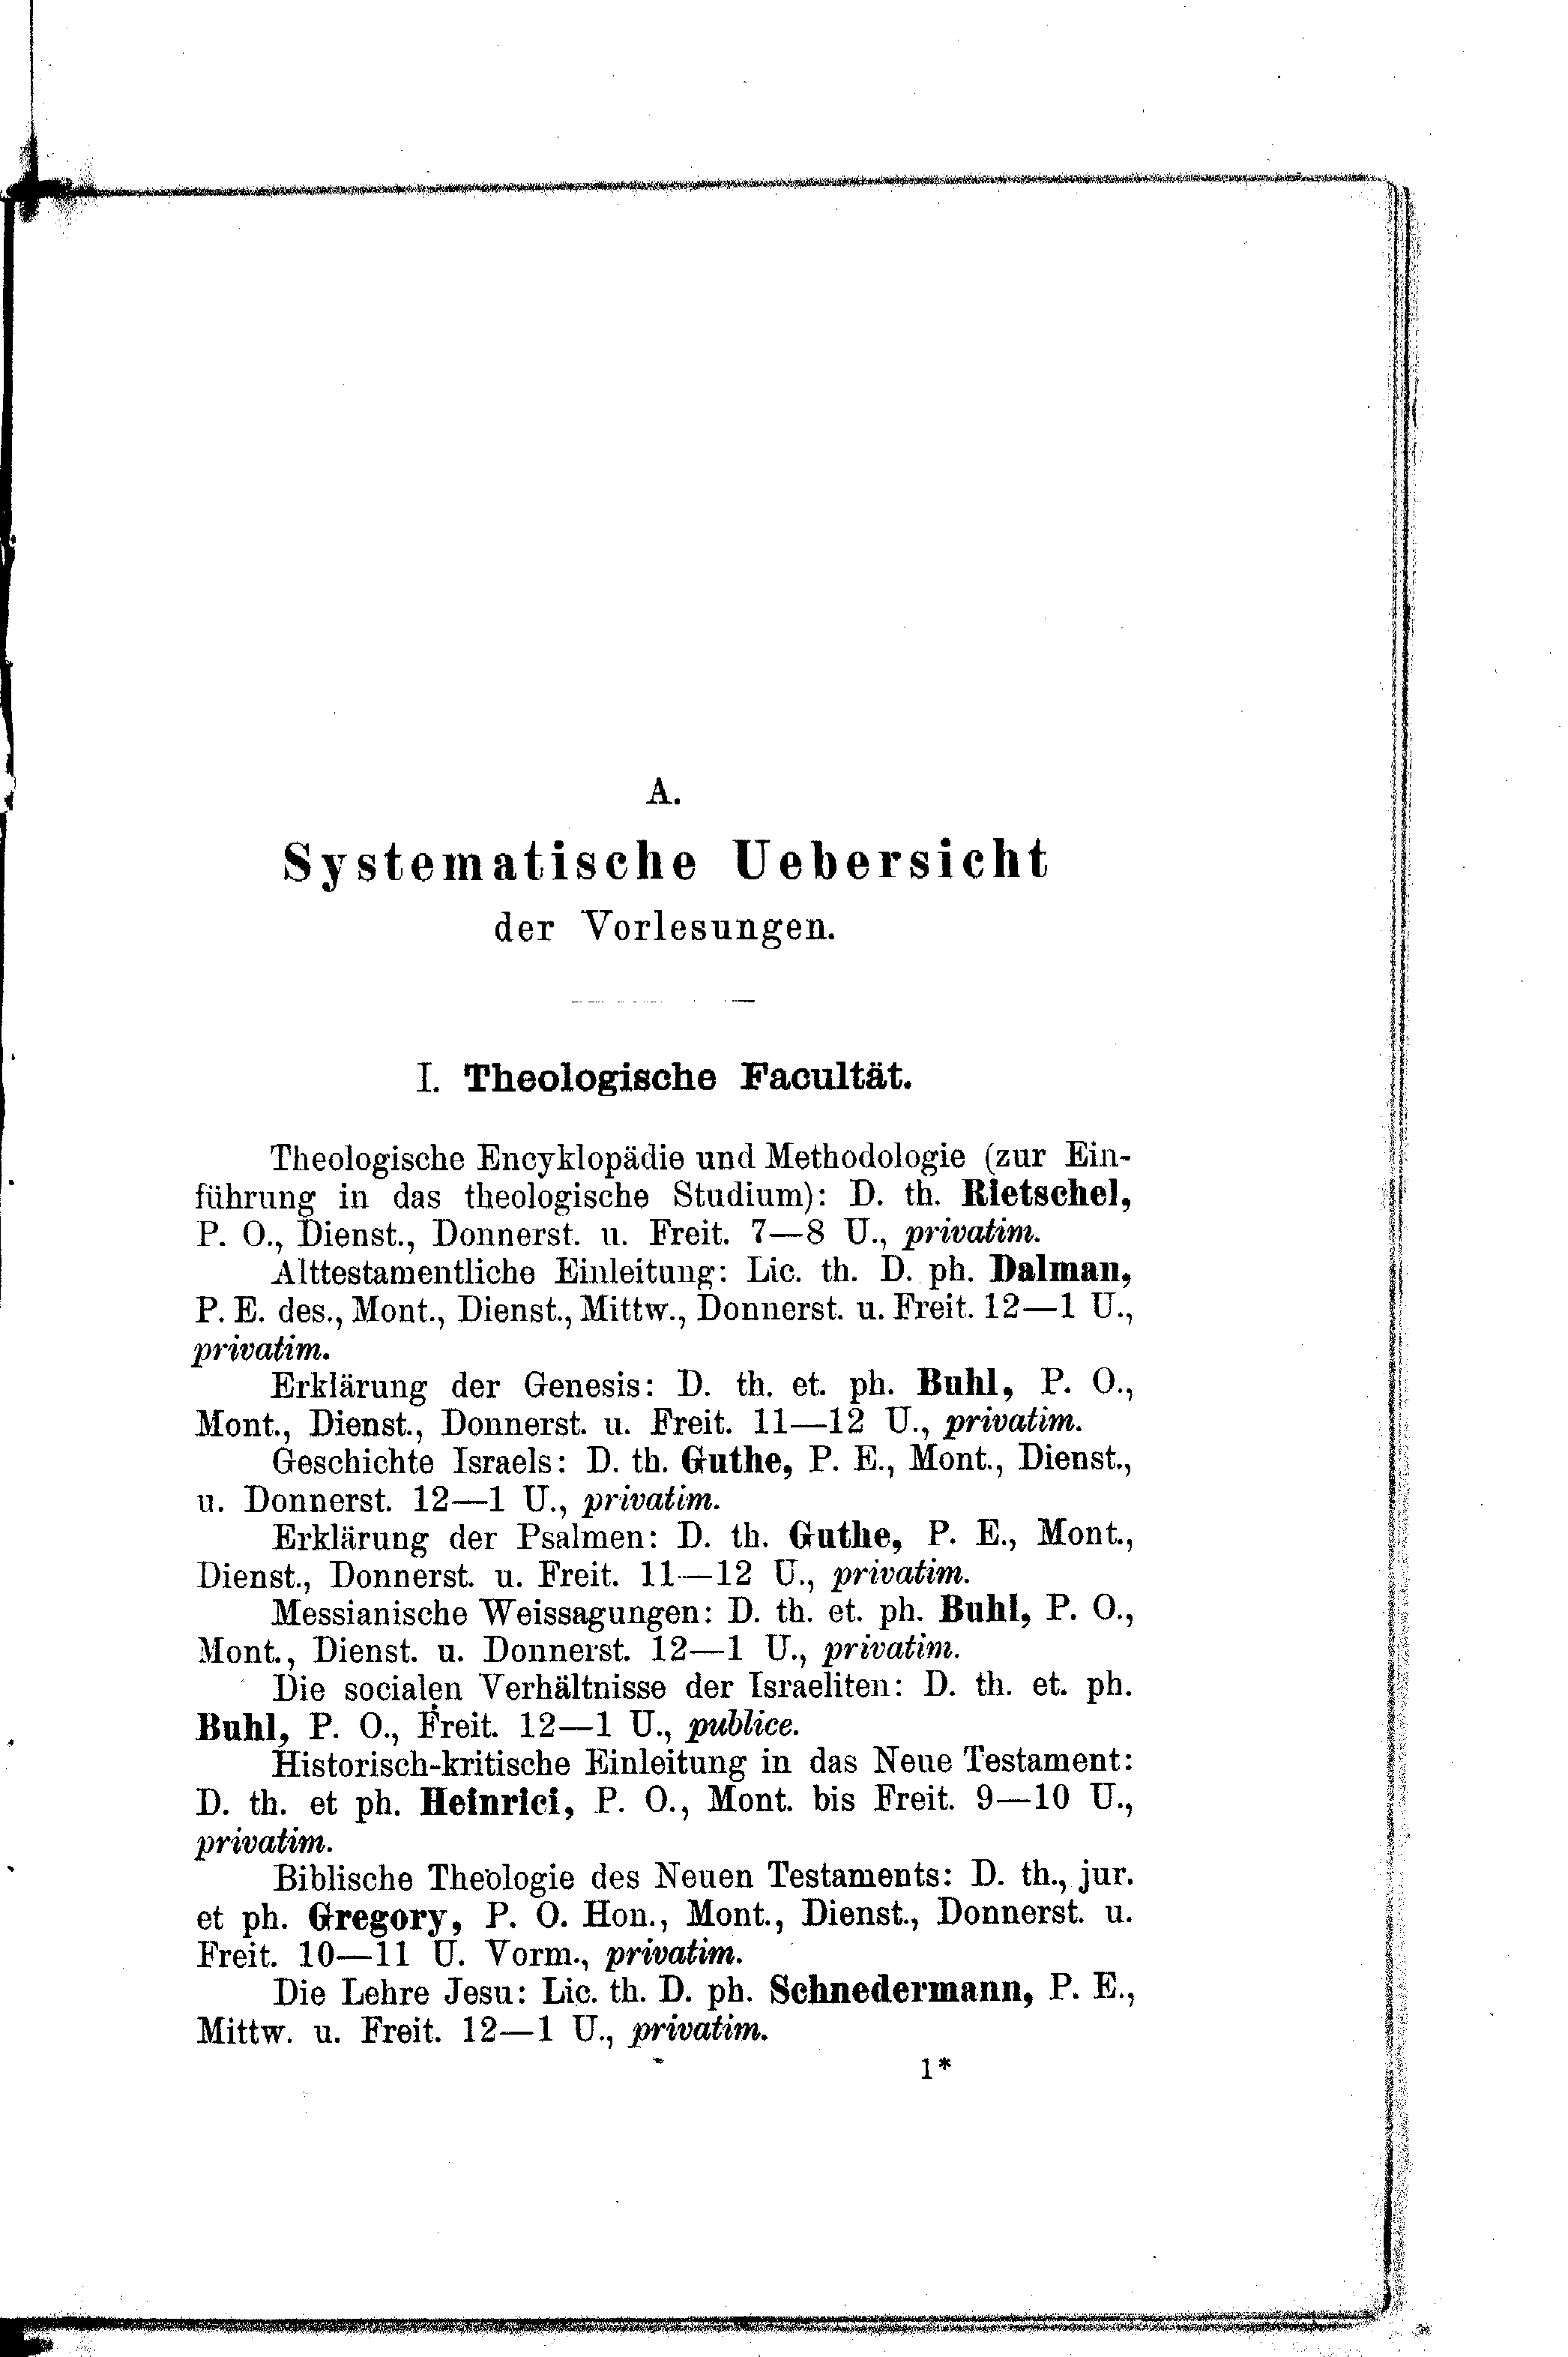 A.
Systematische Uebersicht
der Vorlesungen.
I. Theologische Facultät.
Theologische Encyklopädie und Methodologie (zur Ein-
führung in das theologische Studium): D. th. Rietschel,
P. O., Dienst., Donnerst. u. Freit. 7—8 U., privatim.
Alttestamentliche Einleitung: Lic. th. D. ph. Dalman,
P. E. des., Mont., Dienst., Mittw., Donnerst. u. Freit. 12—1 U.,
privatim.
Erklärung der Genesis: D. th. et. ph. Buhl, P. O.,
Mont., Dienst., Donnerst. u. Freit. 11—12 U., privatim.
Geschichte Israels: D. th. Guthe, P. E., Mont., Dienst.,
u. Donnerst. 12—1 U., privatim.
Erklärung der Psalmen: D. th. Guthe, P. E., Mont.,
Dienst., Donnerst. u. Freit. 11—12 U., privatim.
Messianische Weissagungen: D. th. et. ph. Buhl, P. O.,
Mont., Dienst. u. Donnerst. 12—1 U., privatim.
Die socialen Verhältnisse der Israeliten: D. th. et. ph.
Buhl, P. O., Freit. 12—1 U., publice.
Historisch-kritische Einleitung in das Neue Testament:
D. th. et ph. Heinrici, P. O., Mont. bis Freit. 9—10 U.,
privatim.
Biblische Theologie des Neuen Testaments: D. th., jur.
et ph. Gregory, P. O. Hon., Mont., Dienst., Donnerst. u.
Freit. 10—11 U. Vorm., privatim.
Die Lehre Jesu: Lic. th. D. ph. Schnedermann, P. E.,
Mittw. u. Freit. 12—1 U., privatim.
1*